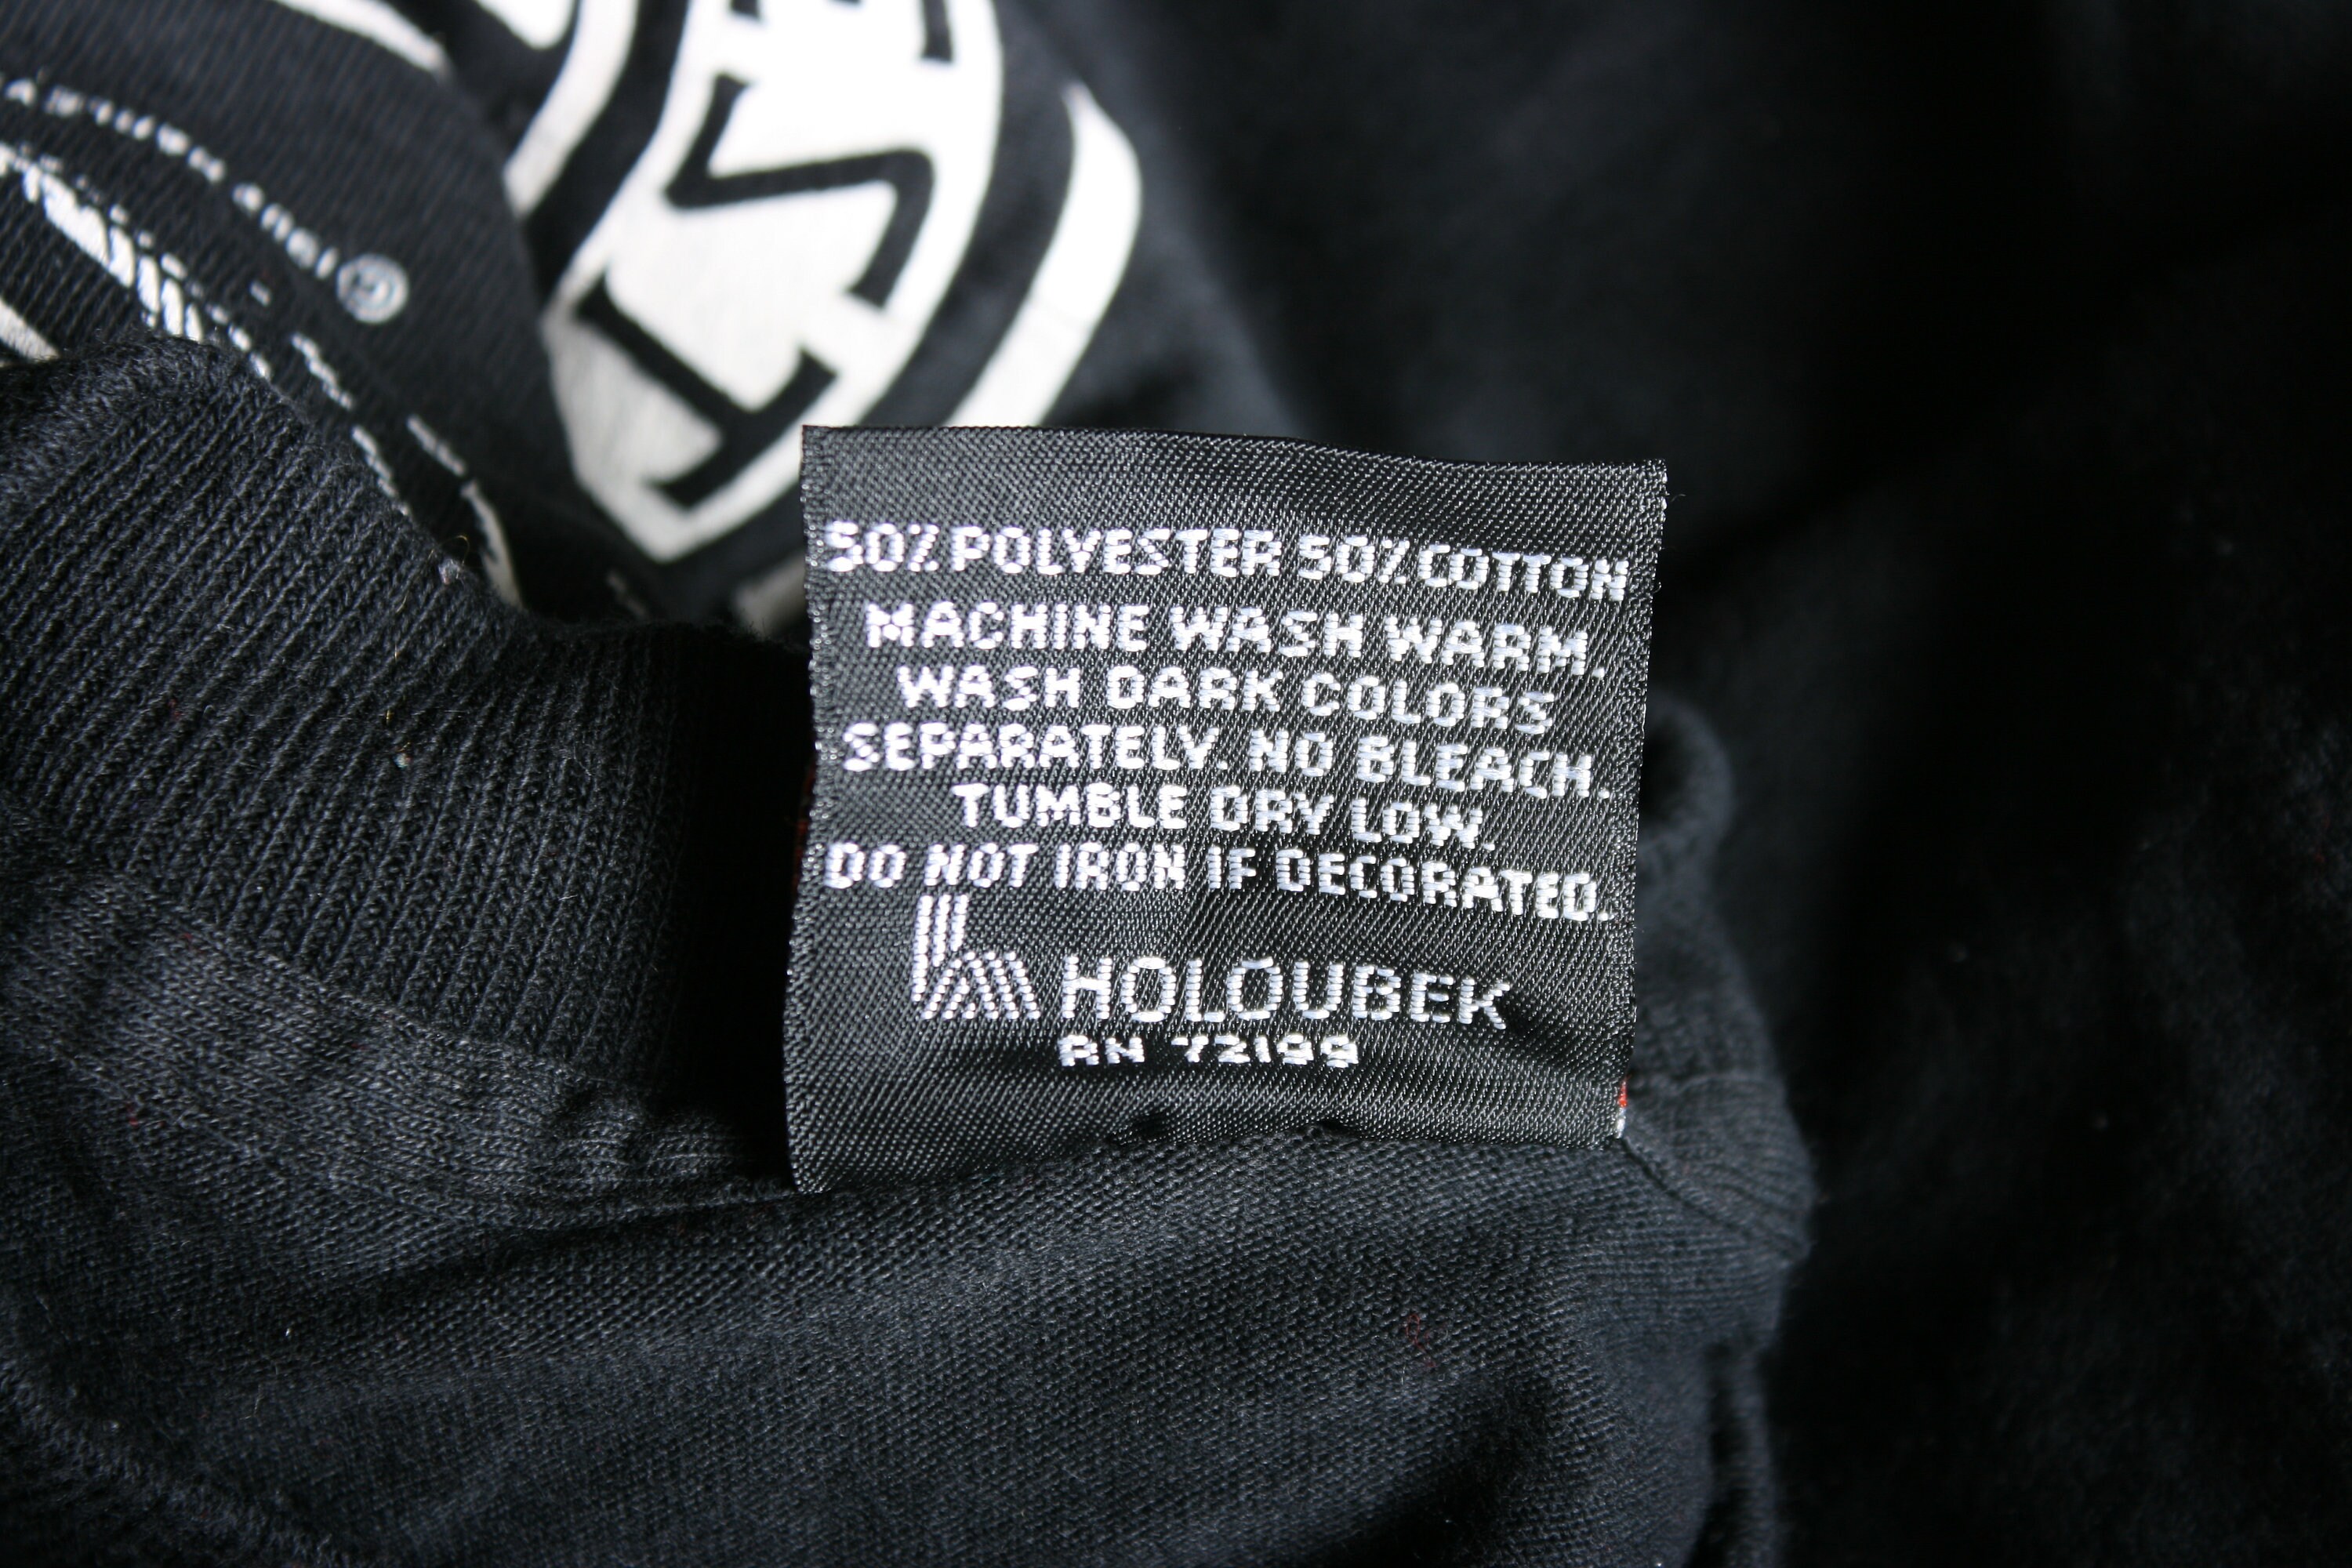 50% POLYESTER 50% COTTON
MACHINE WASH WARM.
WASH DARK COLORS
SEPARATELY. NO BLEACH.
TUMBLE DRY LOW.
DO NOT IRON IF DECORATED.
HOLOUBEK
RN 72199